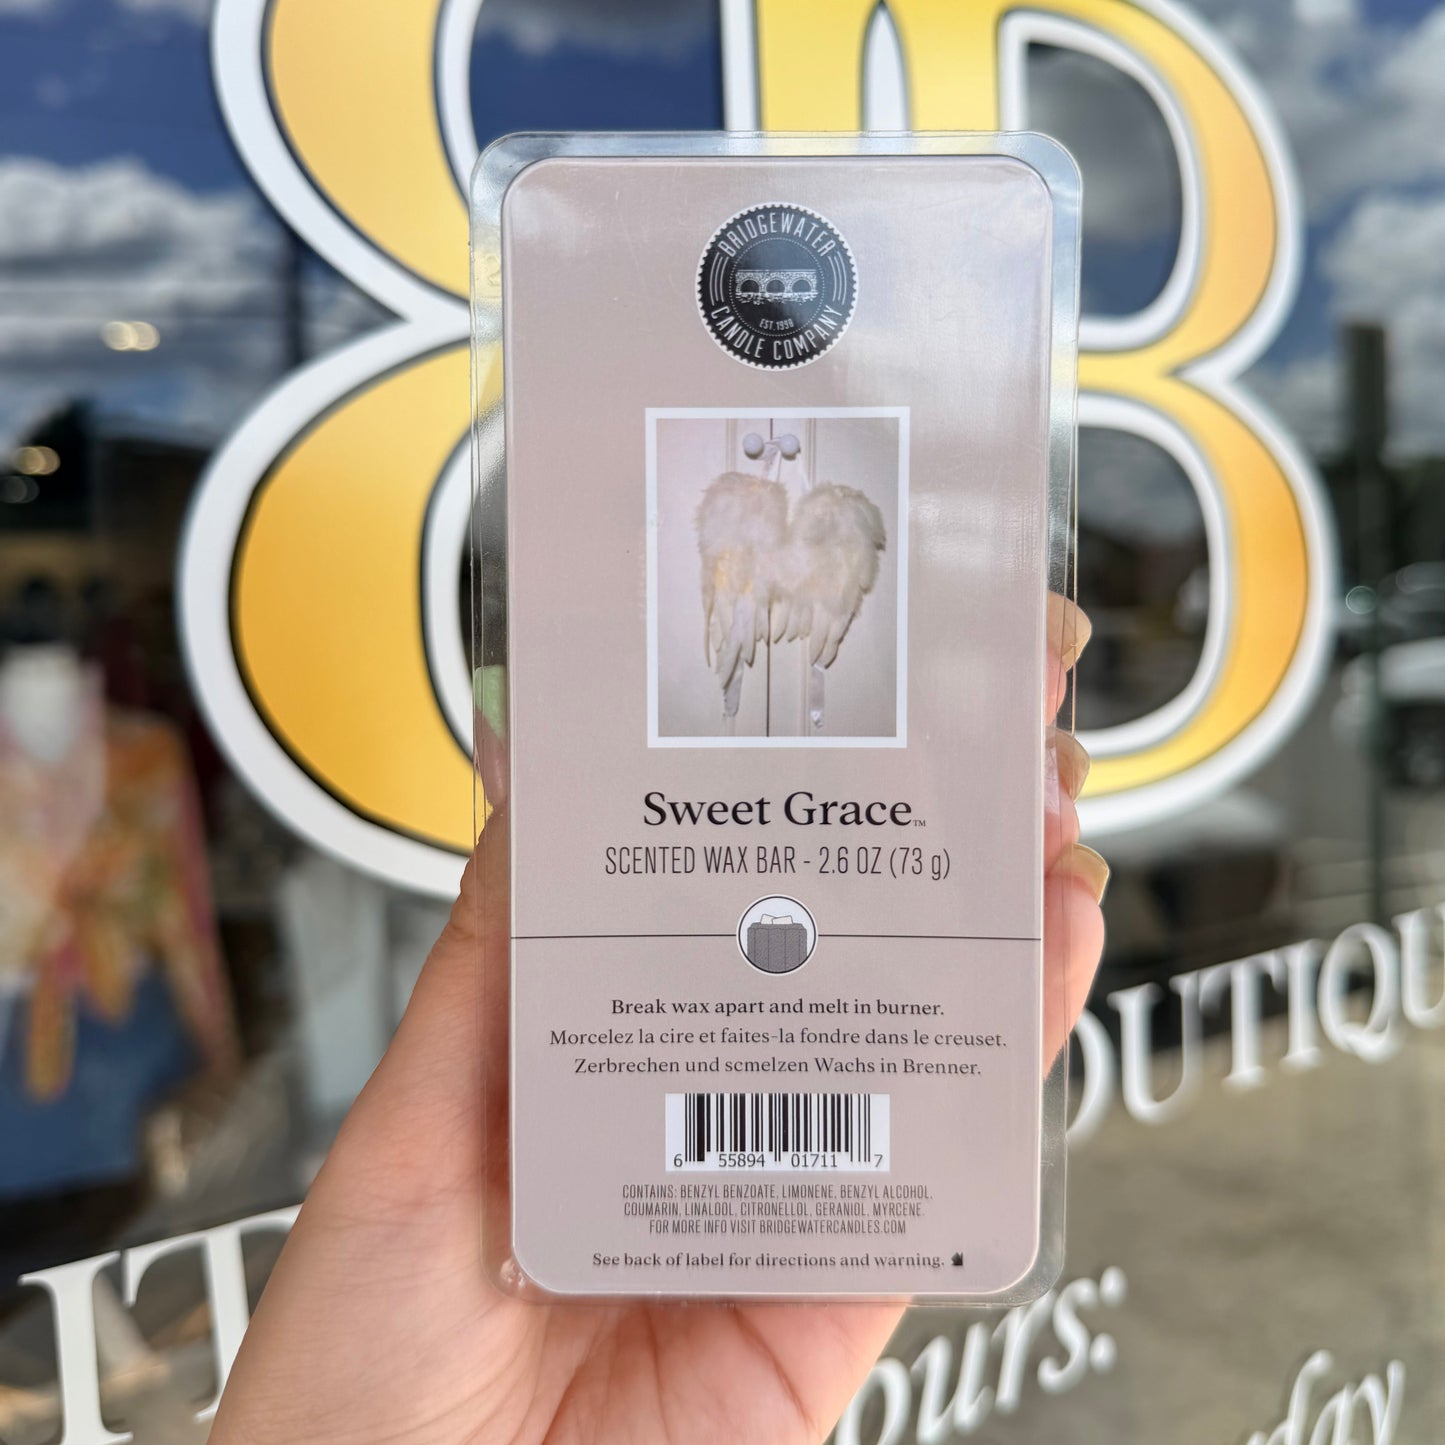 8B
BRIDGEWATER
EST. 1998
CANDLE COMPANY
Sweet Grace™
SCENTED WAX BAR - 2.6 OZ (73 g)
Break wax apart and melt in burner.
Morcelez la cire et faites-la fondre dans le creuset.
Zerbrechen und scmelzen Wachs in Brenner.
6 55894 01711 7
CONTAINS: BENZYL BENZOATE, LIMONENE, BENZYL ALCOHOL,
COUMARIN, LINALOOL, CITRONELLOL, GERANIOL, MYRCENE.
FOR MORE INFO VISIT BRIDGEWATERCANDLES.COM
See back of label for directions and warning.